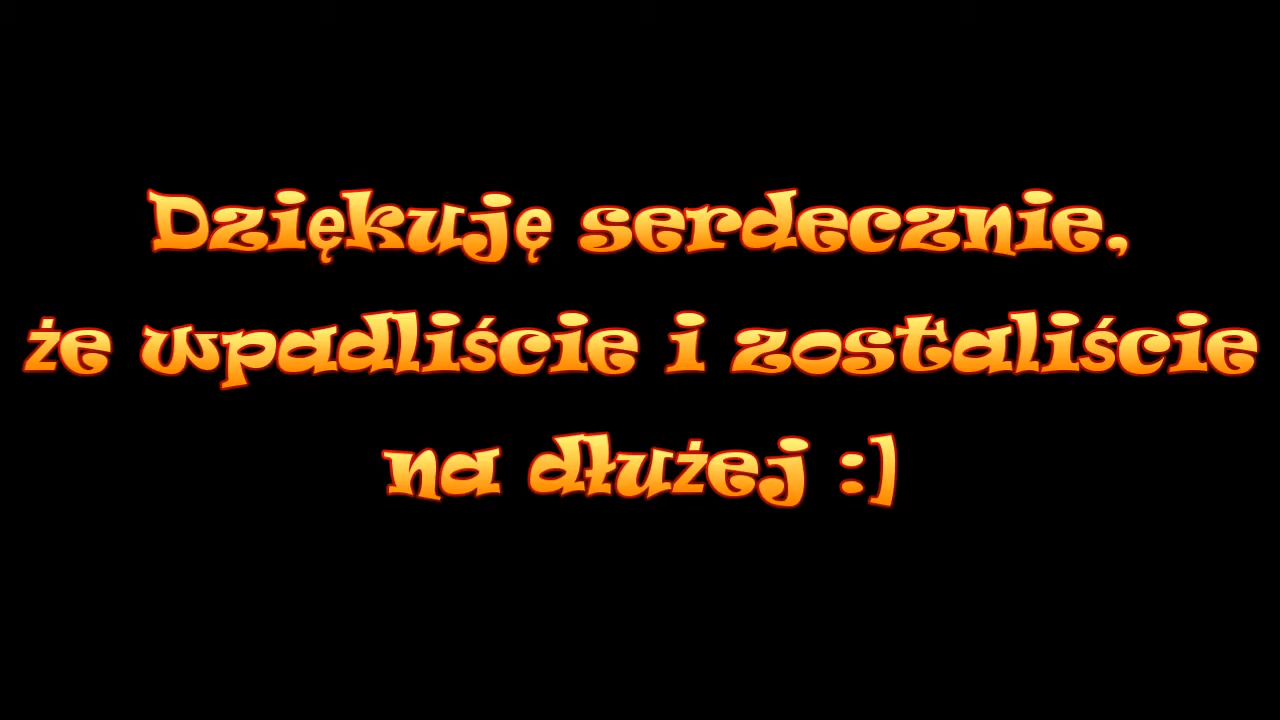 Dziękuję serdecznie,
że wpadliście i zostaliście
na dłużej :]